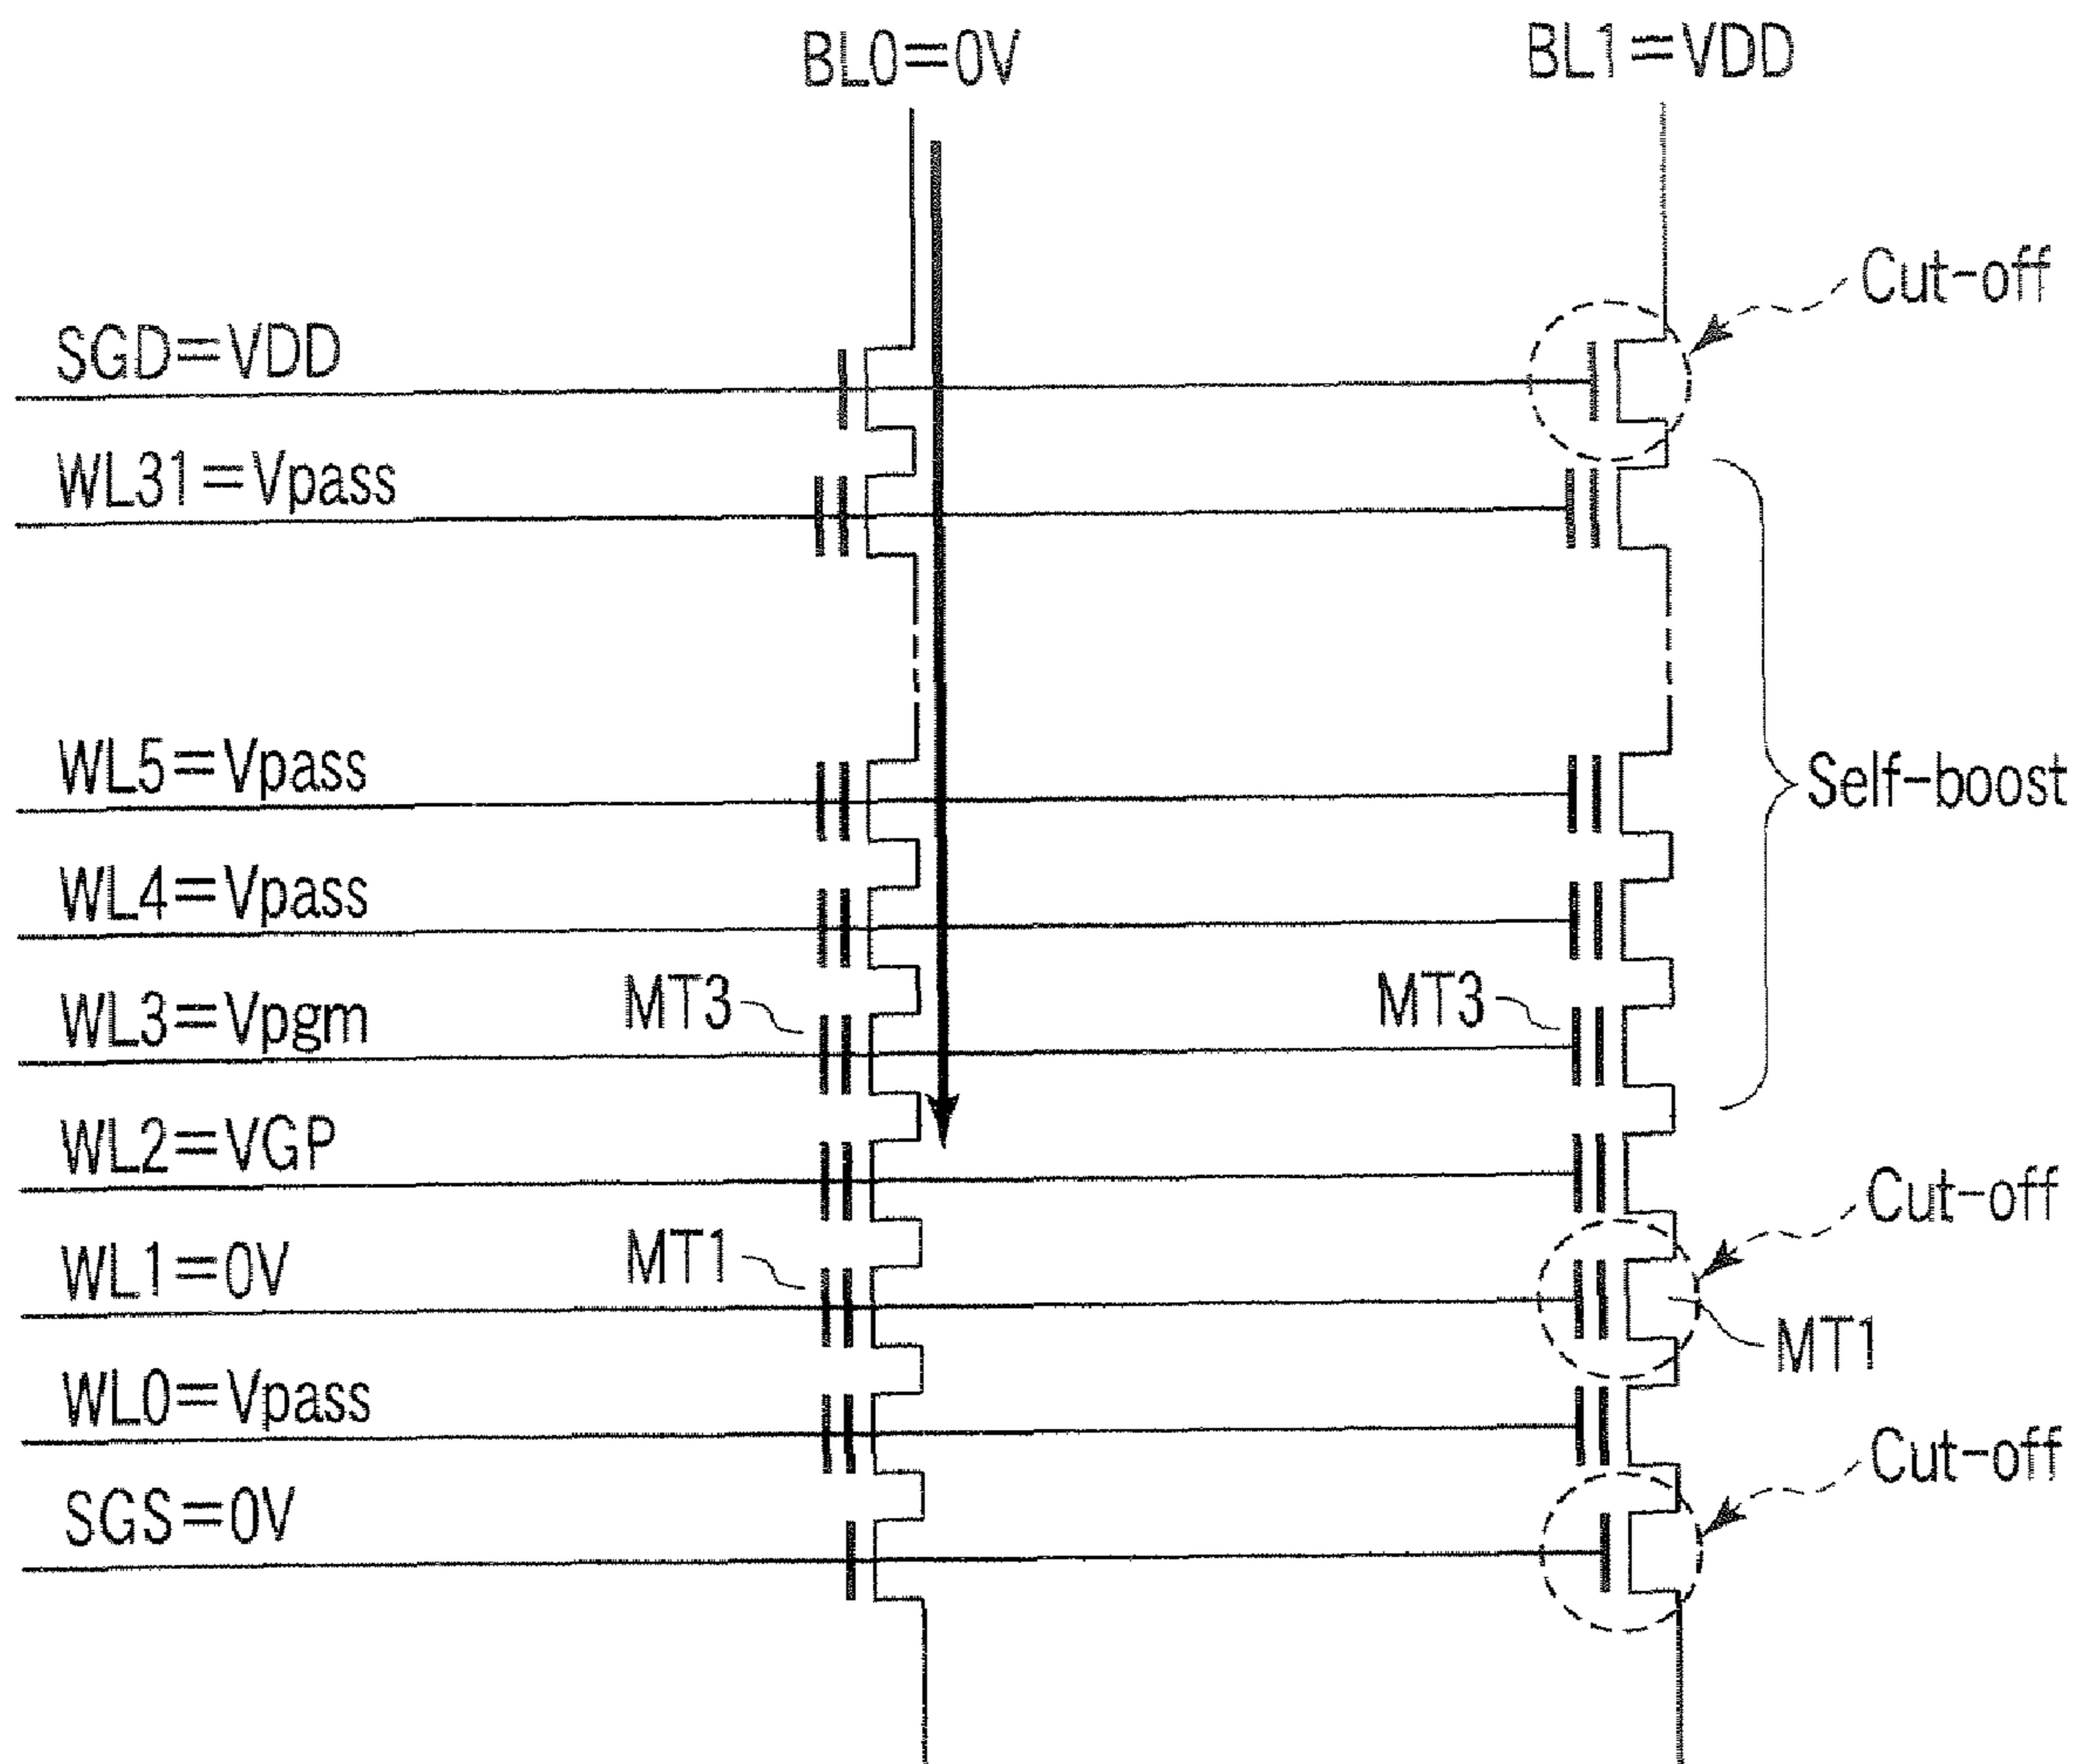 BL0=0V
BL1=VDD
Cut-off
SGD=VDD
WL31=Vpass
WL5=Vpass
Self-boost
WL4=Vpass
MT3
MT3
WL3=Vpgm
WL2=VGP
Cut-off
WL1=0V
MT1
MT1
WL0=Vpass
Cut-off
SGS=0V